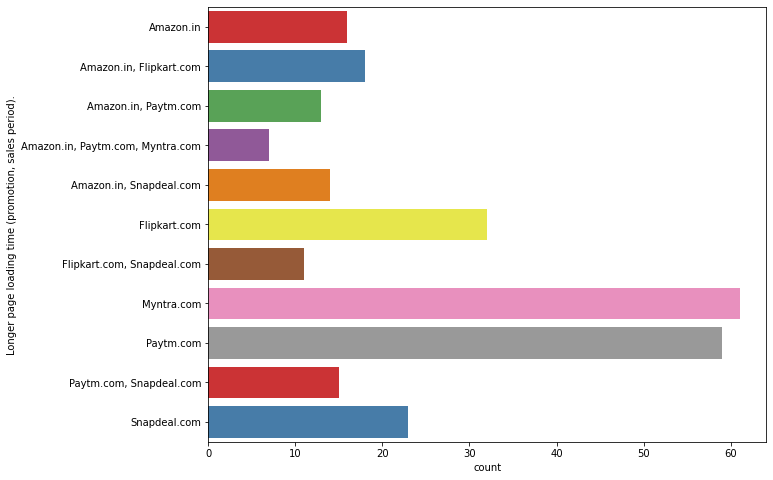 Longer page loading time (promotion, sales period).
Amazon.in
Amazon.in, Flipkart.com
Amazon.in, Paytm.com
Amazon.in, Paytm.com, Myntra.com
Amazon.in, Snapdeal.com
Flipkart.com
Flipkart.com, Snapdeal.com
Myntra.com
Paytm.com
Paytm.com, Snapdeal.com
Snapdeal.com
0 10 20 30 40 50 60
count